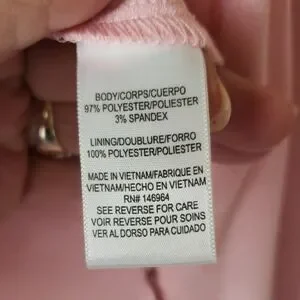 BODY/CORPS/CUERPO
97% POLYESTER/POLIESTER
3% SPANDEX
LINING/DOUBLURE/FORRO
100% POLYESTER/POLIESTER
MADE IN VIETNAM/FABRIQUE EN
VIETNAM/HECHO EN VIETNAM
RN# 146964
SEE REVERSE FOR CARE
VOIR REVERSE POUR SOINS
VER AL DORSO PARA CUIDADO